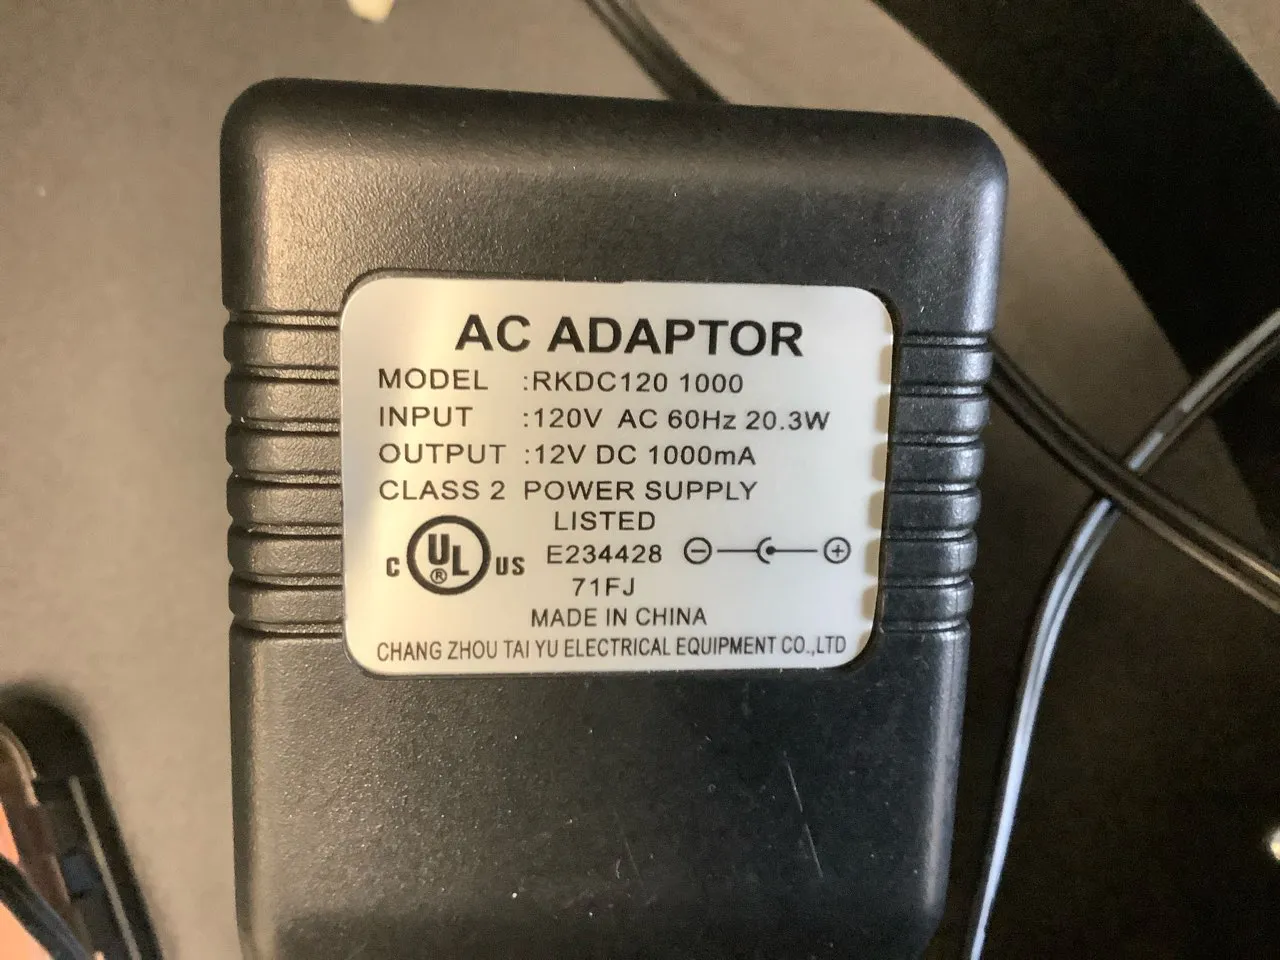 AC ADAPTOR
MODEL :RKDC120 1000
INPUT :120V AC 60Hz 20.3W
OUTPUT :12V DC 1000mA
CLASS 2 POWER SUPPLY
LISTED
C UL ® US E234428
71FJ
MADE IN CHINA
CHANG ZHOU TAI YU ELECTRICAL EQUIPMENT CO.,LTD